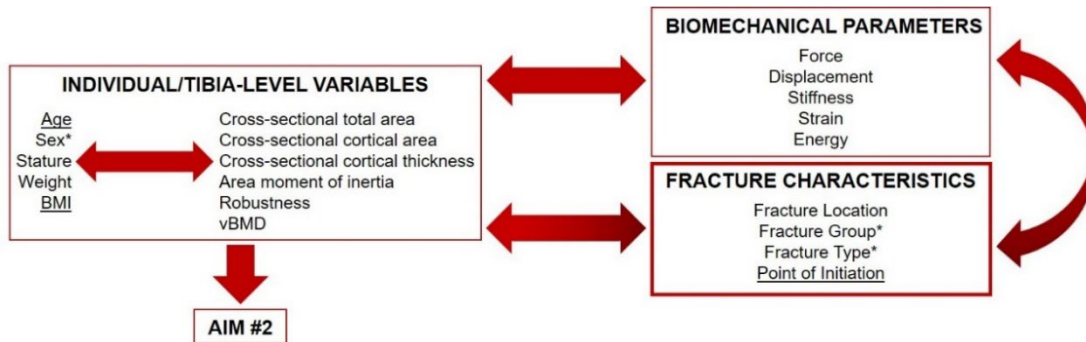 INDIVIDUAL/TIBIA-LEVEL VARIABLES
Age
Sex*
Stature
Weight
BMI
Cross-sectional total area
Cross-sectional cortical area
Cross-sectional cortical thickness
Area moment of inertia
Robustness
vBMD
AIM #2
BIOMECHANICAL PARAMETERS
Force
Displacement
Stiffness
Strain
Energy
FRACTURE CHARACTERISTICS
Fracture Location
Fracture Group*
Fracture Type*
Point of Initiation